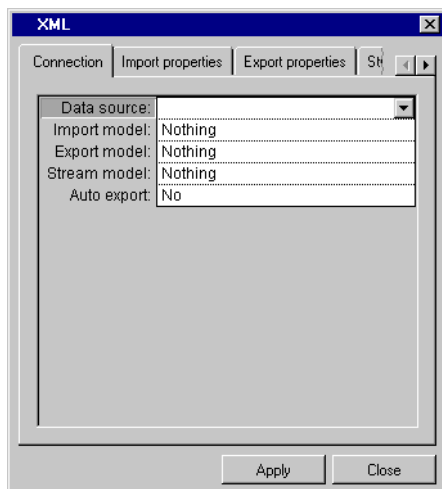 XML
Connection Import properties Export properties
Data source:
Import model: Nothing
Export model: Nothing
Stream model: Nothing
Auto export: No
Apply Close